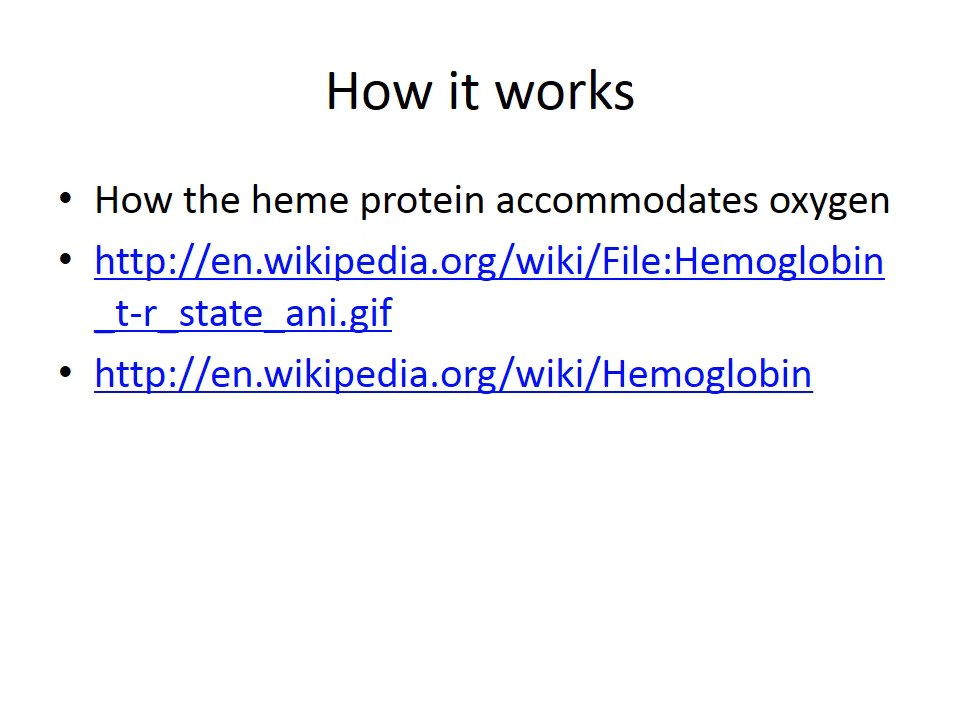 How it works
• How the heme protein accommodates oxygen
• http://en.wikipedia.org/wiki/File:Hemoglobin
_t-r_state_ani.gif
• http://en.wikipedia.org/wiki/Hemoglobin